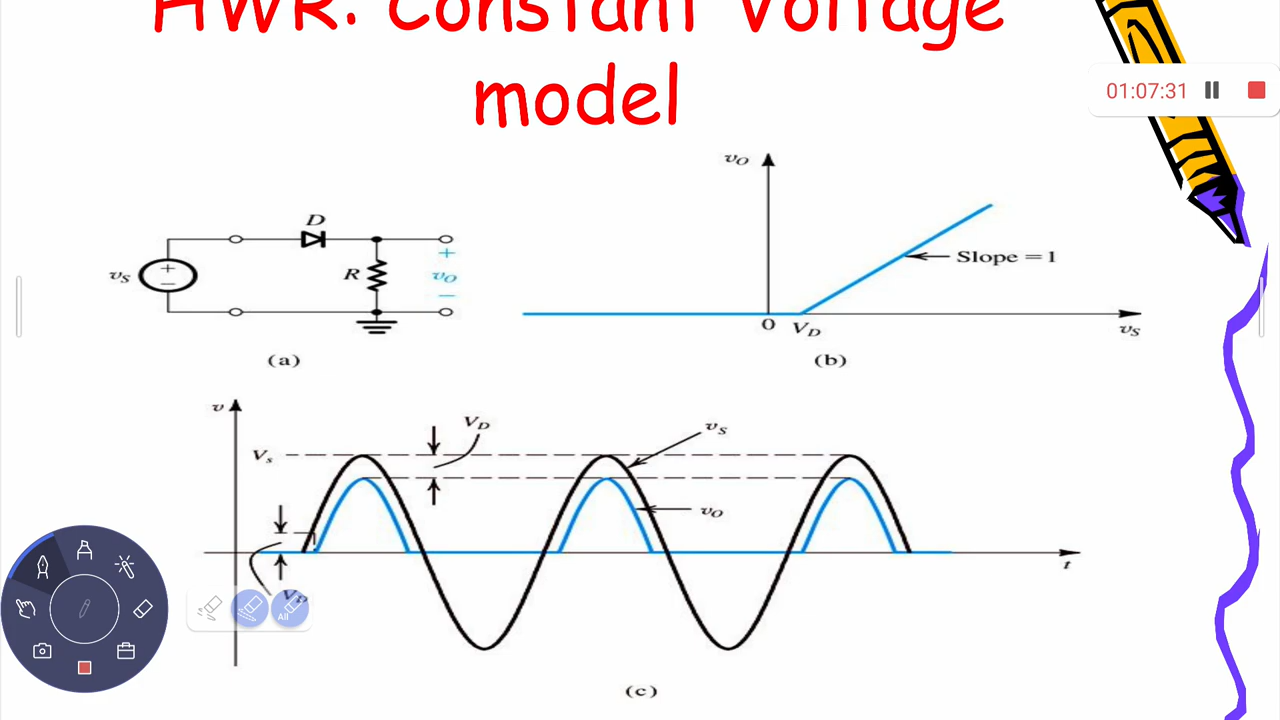 HWR: Constant Voltage
model
01:07:31
vO
D
+
Slope = 1
vS
+
−
R
vO
−
0
VD
vS
(a)
(b)
v
VD
vS
Vs
vO
t
VD
All
(c)